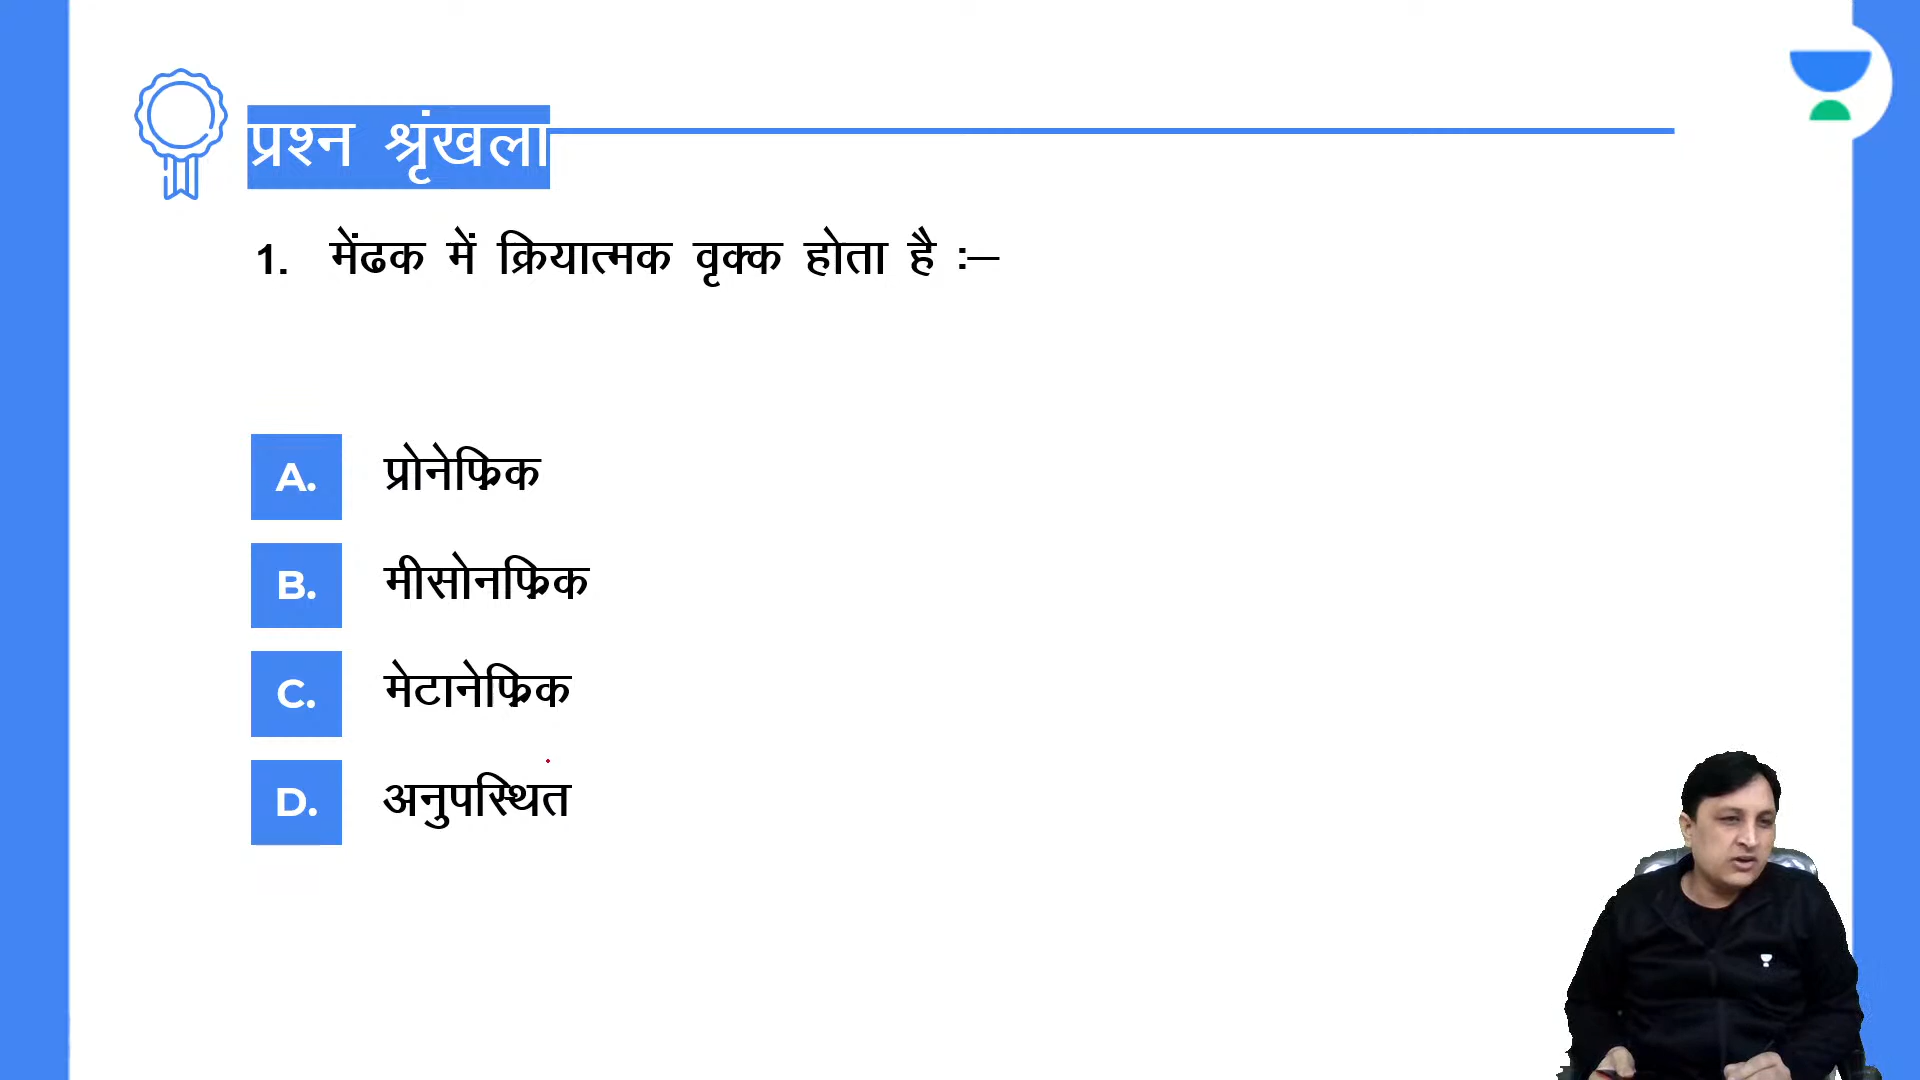 प्रश्न श्रृंखला
1. मेंढक में क्रियात्मक वृक्क होता है :–
A. प्रोनेफ्रिक
B. मीसोनफ्रिक
C. मेटानेफ्रिक
D. अनुपस्थित